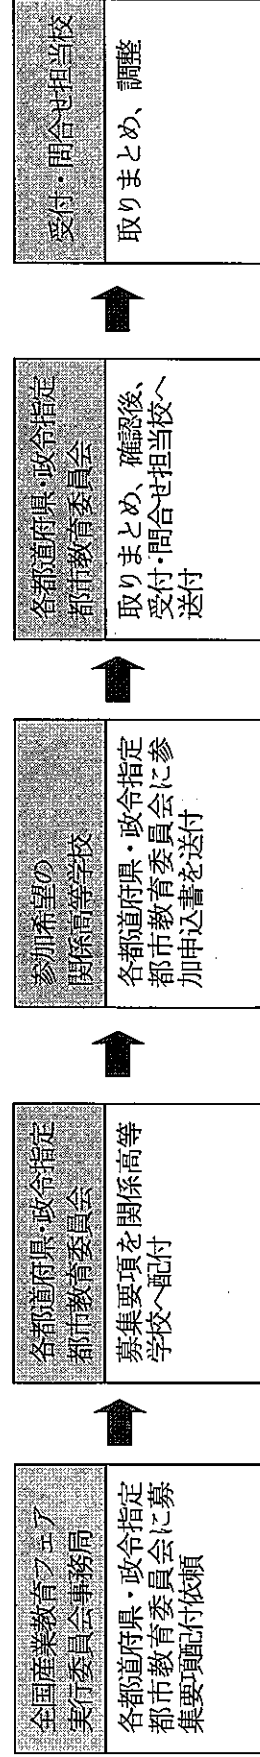 全国産業教育フェア
実行委員会事務局
各都道府県・政令指定
都市教育委員会に募
集要項配付依頼
各都道府県・政令指定
都市教育委員会
募集要項を関係高等
学校へ配付
参加希望の
関係高等学校
各都道府県・政令指定
都市教育委員会に参
加申込書を送付
各都道府県・政令指定
都市教育委員会
取りまとめ、確認後、
受付・問合せ担当校へ
送付
受付・問合せ担当校
取りまとめ、調整